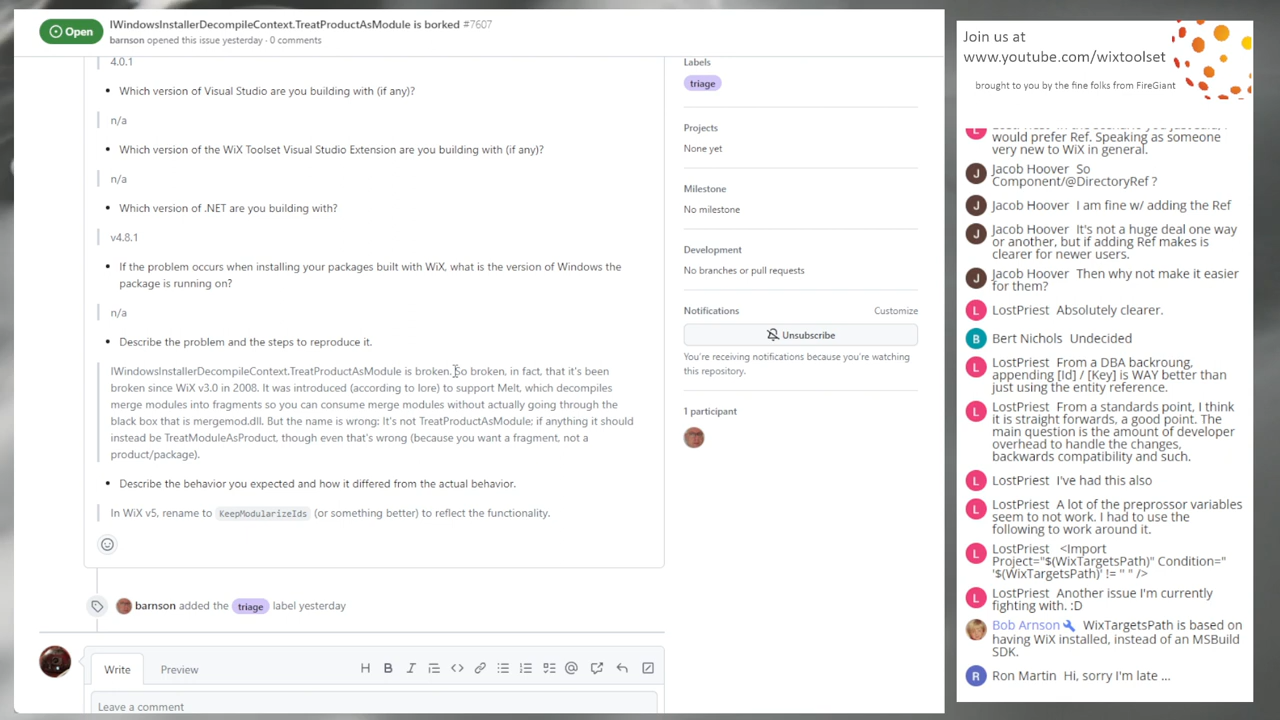 Open
IWindowsInstallerDecompileContext.TreatProductAsModule is borked #7607
barnson opened this issue yesterday · 0 comments
4.0.1
• Which version of Visual Studio are you building with (if any)?
n/a
• Which version of the WiX Toolset Visual Studio Extension are you building with (if any)?
n/a
• Which version of .NET are you building with?
v4.8.1
• If the problem occurs when installing your packages built with WiX, what is the version of Windows the
package is running on?
n/a
• Describe the problem and the steps to reproduce it.
IWindowsInstallerDecompileContext.TreatProductAsModule is broken. So broken, in fact, that it's been
broken since WiX v3.0 in 2008. It was introduced (according to lore) to support Melt, which decompiles
merge modules into fragments so you can consume merge modules without actually going through the
black box that is mergemod.dll. But the name is wrong: It's not TreatProductAsModule; if anything it should
instead be TreatModuleAsProduct, though even that's wrong (because you want a fragment, not a
product/package).
• Describe the behavior you expected and how it differed from the actual behavior.
In WiX v5, rename to KeepModularizeIds (or something better) to reflect the functionality.
barnson added the triage label yesterday
Write
Preview
H B I
Leave a comment
Labels
triage
Projects
None yet
Milestone
No milestone
Development
No branches or pull requests
Notifications
Customize
Unsubscribe
You're receiving notifications because you're watching
this repository.
1 participant
Join us at
www.youtube.com/wixtoolset
brought to you by the fine folks from FireGiant
would prefer Ref. Speaking as someone
very new to WiX in general.
J Jacob Hoover So
Component/@DirectoryRef ?
J Jacob Hoover I am fine w/ adding the Ref
J Jacob Hoover It's not a huge deal one way
or another, but if adding Ref makes is
clearer for newer users.
J Jacob Hoover Then why not make it easier
for them?
L LostPriest Absolutely clearer.
B Bert Nichols Undecided
L LostPriest From a DBA backroung,
appending [Id] / [Key] is WAY better than
just using the entity reference.
L LostPriest From a standards point, I think
it is straight forwards, a good point. The
main question is the amount of developer
overhead to handle the changes,
backwards compatibility and such.
L LostPriest I've had this also
L LostPriest A lot of the preprossor variables
seem to not work. I had to use the
following to work around it.
L LostPriest <Import
Project="$(WixTargetsPath)" Condition="
'$(WixTargetsPath)' != '' " />
L LostPriest Another issue I'm currently
fighting with. :D
Bob Arnson WixTargetsPath is based on
having WiX installed, instead of an MSBuild
SDK.
R Ron Martin Hi, sorry I'm late ...